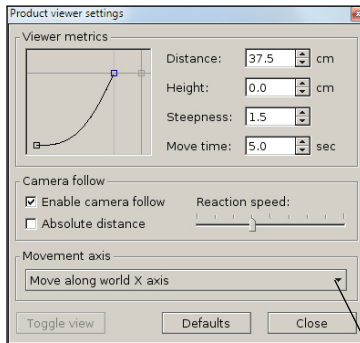 Product viewer settings
Viewer metrics
Distance: 37.5 cm
Height: 0.0 cm
Steepness: 1.5
Move time: 5.0 sec
Camera follow
Enable camera follow Reaction speed:
Absolute distance
Movement axis
Move along world X axis
Toggle view Defaults Close